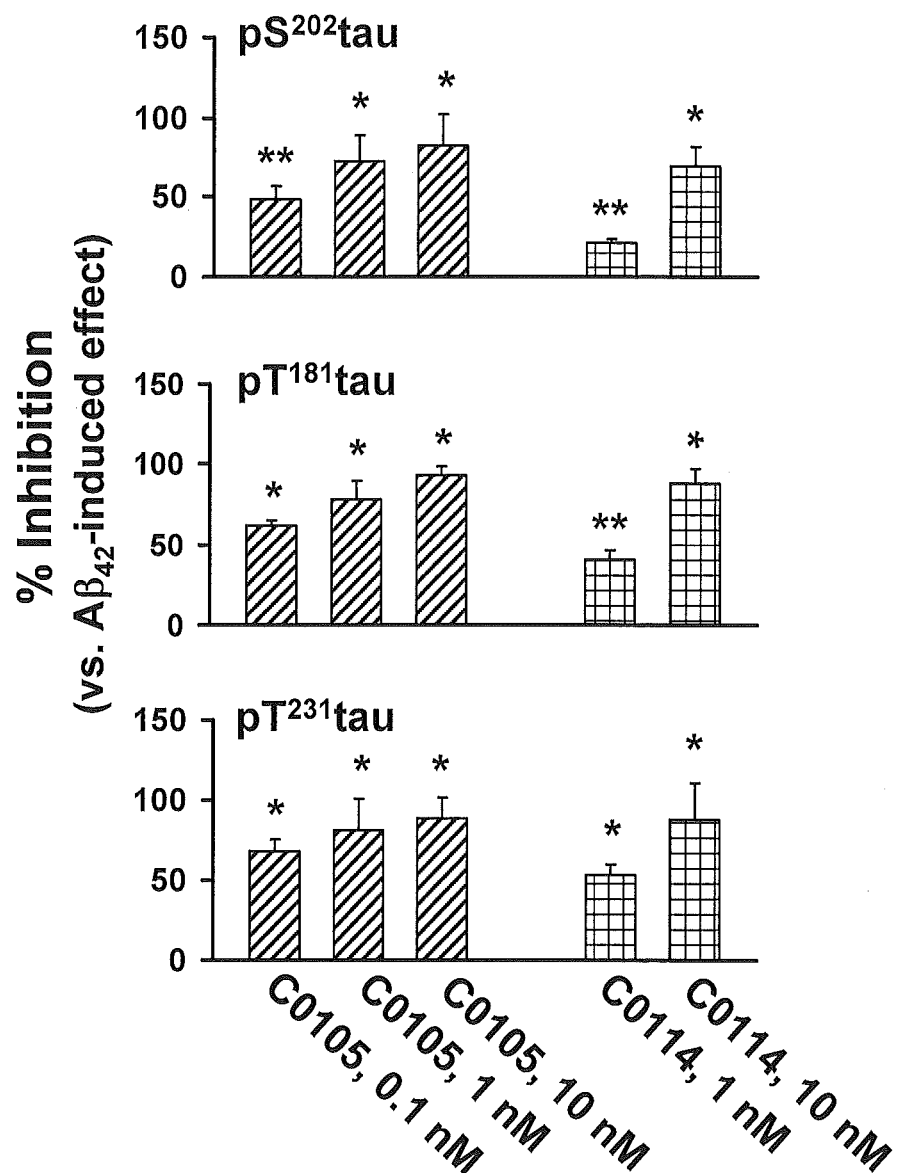 % Inhibition
(vs. Aβ42-induced effect)
pS202tau
150
**
*
*
**
*
100
50
0
pT181tau
150
*
*
*
**
*
100
50
0
pT231tau
150
*
*
*
*
*
100
50
0
C0105, 0.1 nM
C0105, 1 nM
C0105, 10 nM
C0114, 1 nM
C0114, 10 nM